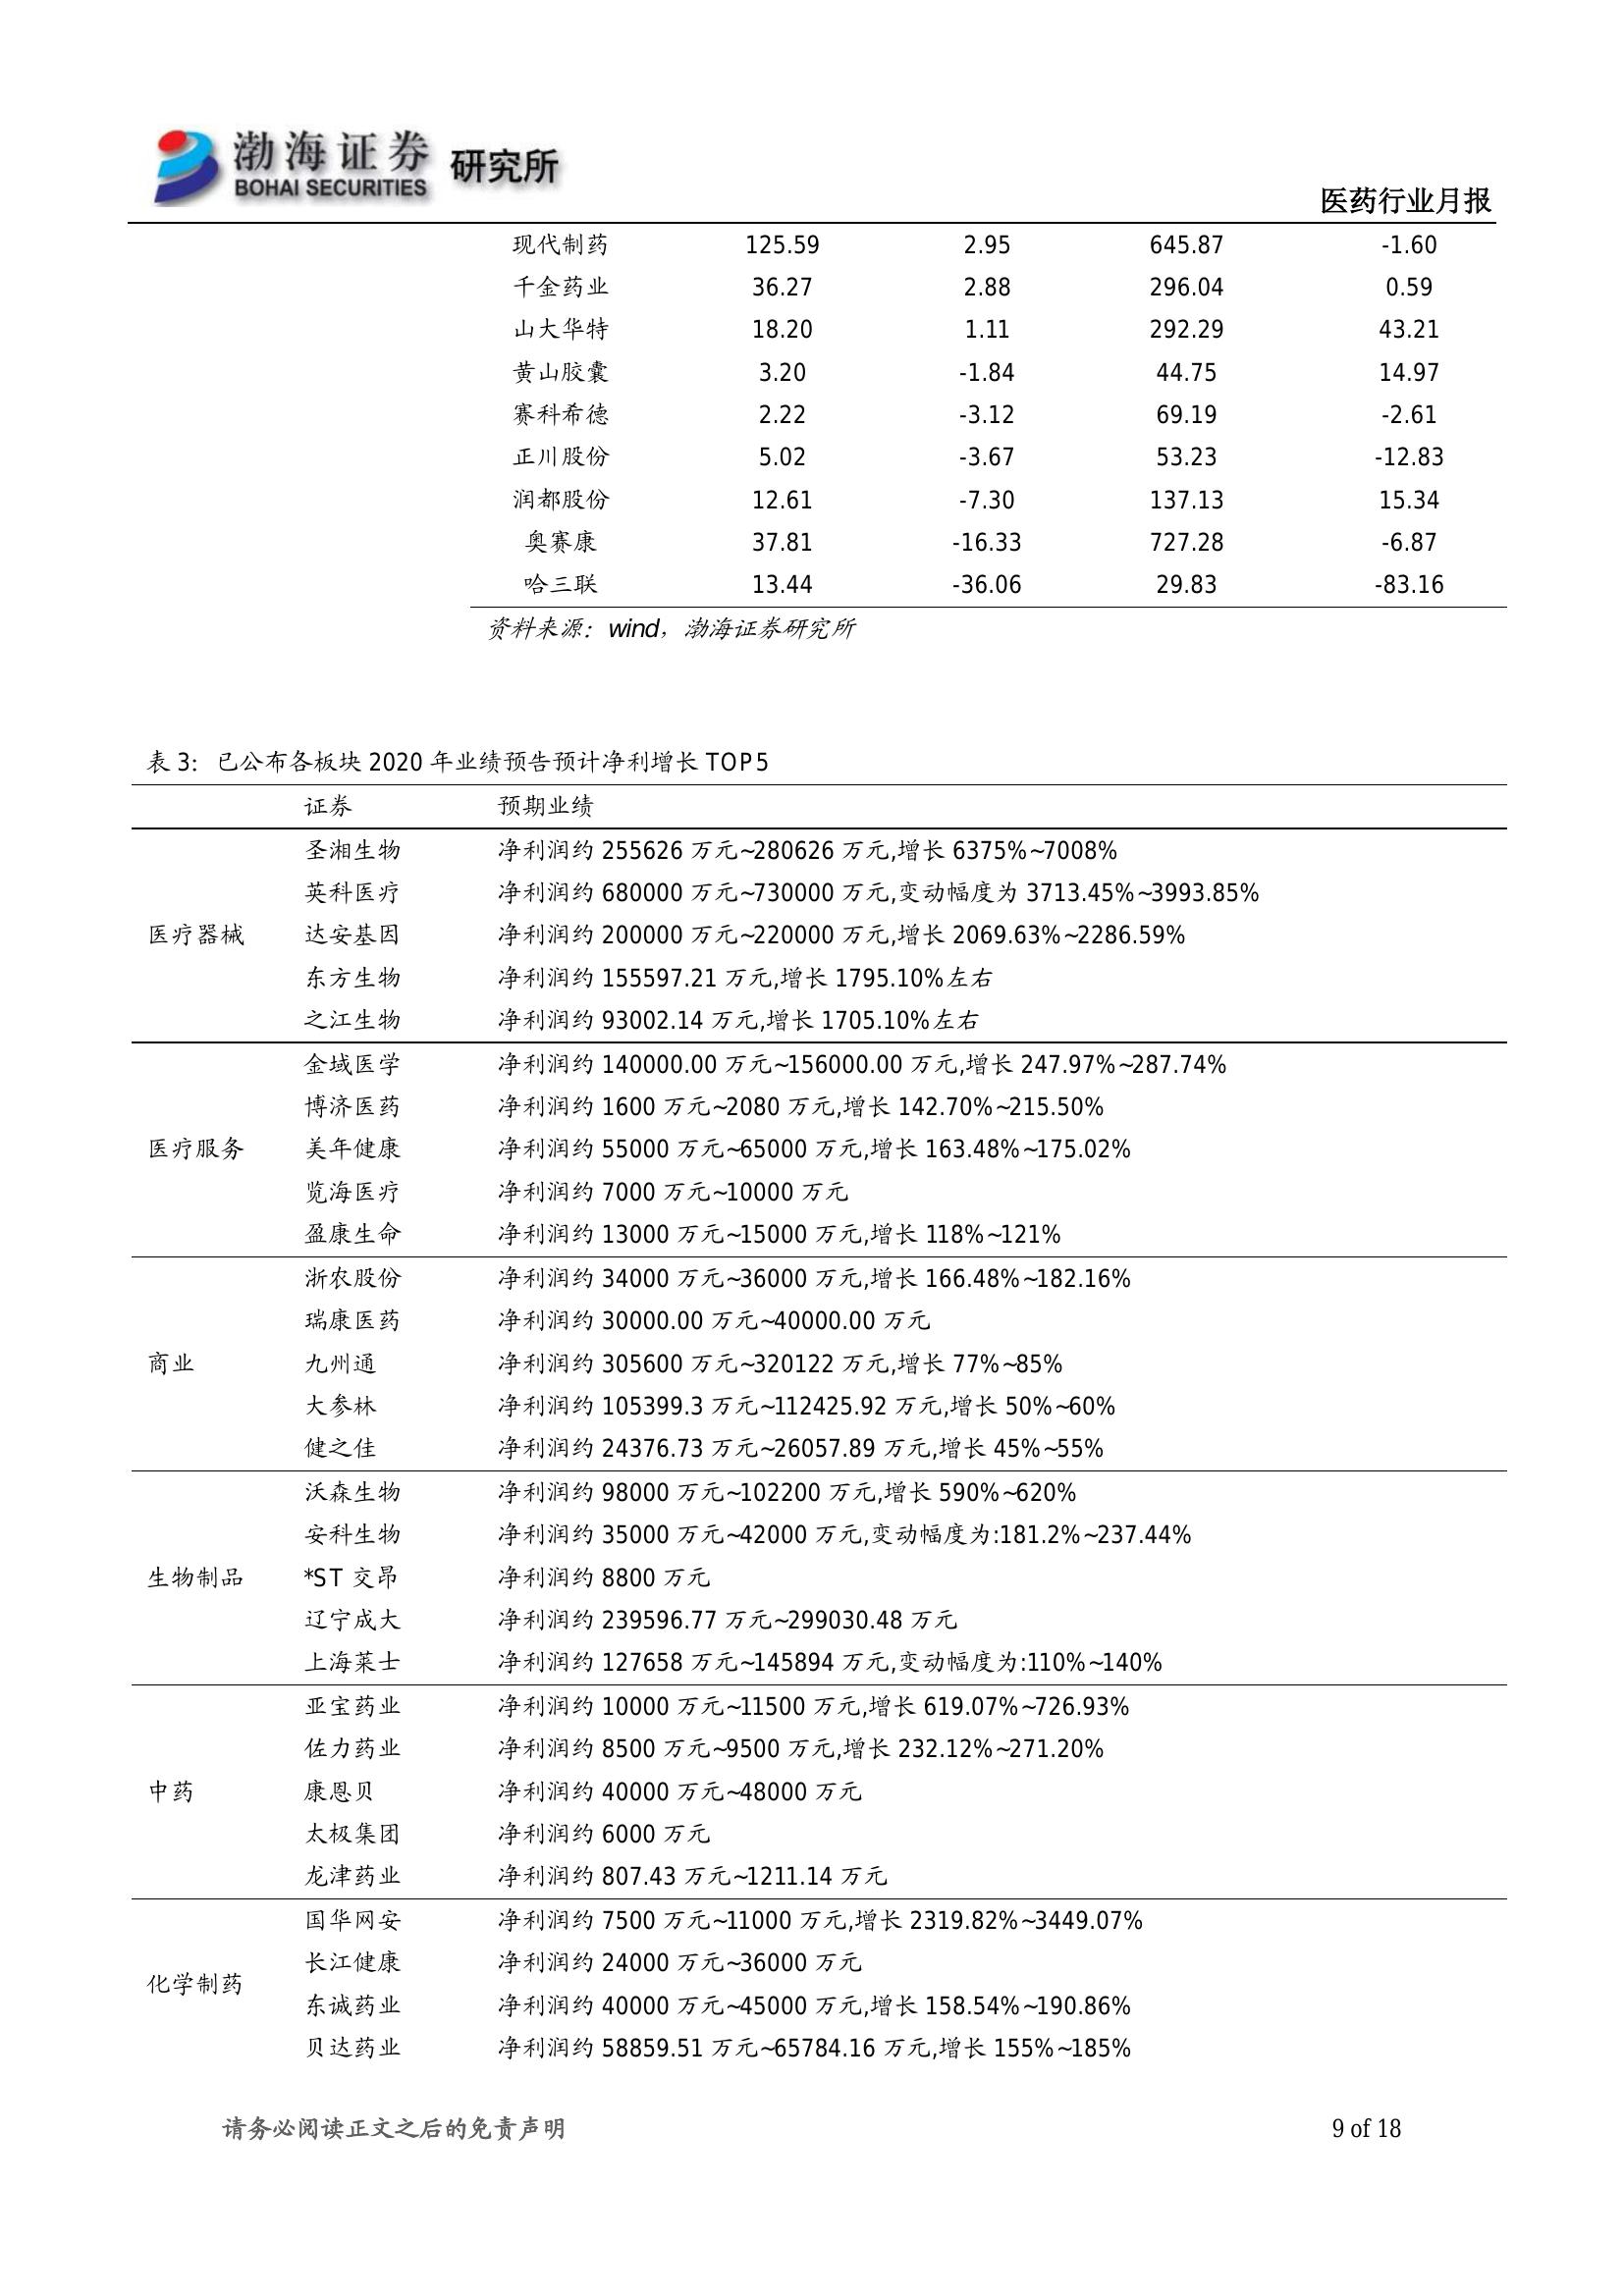 渤海证券 研究所
BOHAI SECURITIES
医药行业月报
现代制药 125.59 2.95 645.87 -1.60
千金药业 36.27 2.88 296.04 0.59
山大华特 18.20 1.11 292.29 43.21
黄山胶囊 3.20 -1.84 44.75 14.97
赛科希德 2.22 -3.12 69.19 -2.61
正川股份 5.02 -3.67 53.23 -12.83
润都股份 12.61 -7.30 137.13 15.34
奥赛康 37.81 -16.33 727.28 -6.87
哈三联 13.44 -36.06 29.83 -83.16
资料来源：wind，渤海证券研究所
表 3：已公布各板块 2020 年业绩预告预计净利增长 TOP5
证券 预期业绩
圣湘生物 净利润约 255626 万元~280626 万元,增长 6375%~7008%
英科医疗 净利润约 680000 万元~730000 万元,变动幅度为 3713.45%~3993.85%
医疗器械 达安基因 净利润约 200000 万元~220000 万元,增长 2069.63%~2286.59%
东方生物 净利润约 155597.21 万元,增长 1795.10%左右
之江生物 净利润约 93002.14 万元,增长 1705.10%左右
金域医学 净利润约 140000.00 万元~156000.00 万元,增长 247.97%~287.74%
博济医药 净利润约 1600 万元~2080 万元,增长 142.70%~215.50%
医疗服务 美年健康 净利润约 55000 万元~65000 万元,增长 163.48%~175.02%
览海医疗 净利润约 7000 万元~10000 万元
盈康生命 净利润约 13000 万元~15000 万元,增长 118%~121%
浙农股份 净利润约 34000 万元~36000 万元,增长 166.48%~182.16%
瑞康医药 净利润约 30000.00 万元~40000.00 万元
商业 九州通 净利润约 305600 万元~320122 万元,增长 77%~85%
大参林 净利润约 105399.3 万元~112425.92 万元,增长 50%~60%
健之佳 净利润约 24376.73 万元~26057.89 万元,增长 45%~55%
沃森生物 净利润约 98000 万元~102200 万元,增长 590%~620%
安科生物 净利润约 35000 万元~42000 万元,变动幅度为:181.2%~237.44%
生物制品 *ST 交昂 净利润约 8800 万元
辽宁成大 净利润约 239596.77 万元~299030.48 万元
上海莱士 净利润约 127658 万元~145894 万元,变动幅度为:110%~140%
亚宝药业 净利润约 10000 万元~11500 万元,增长 619.07%~726.93%
佐力药业 净利润约 8500 万元~9500 万元,增长 232.12%~271.20%
中药 康恩贝 净利润约 40000 万元~48000 万元
太极集团 净利润约 6000 万元
龙津药业 净利润约 807.43 万元~1211.14 万元
国华网安 净利润约 7500 万元~11000 万元,增长 2319.82%~3449.07%
长江健康 净利润约 24000 万元~36000 万元
化学制药
东诚药业 净利润约 40000 万元~45000 万元,增长 158.54%~190.86%
贝达药业 净利润约 58859.51 万元~65784.16 万元,增长 155%~185%
请务必阅读正文之后的免责声明 9 of 18